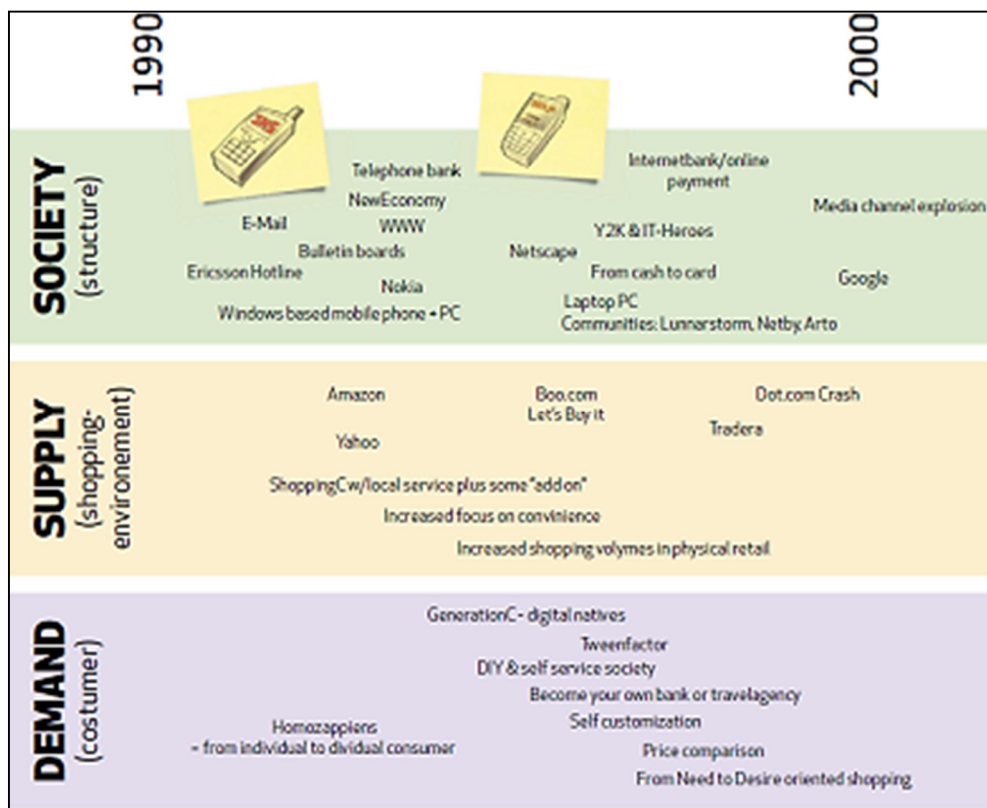 1990
2000
SOCIETY
(structure)
SMS
Telephone bank
NewEconomy
E-Mail
WWW
Bulletin boards
Ericsson Hotline
Nokia
Windows based mobile phone + PC
Internetbank/online
payment
Media channel explosion
Y2K & IT-Heroes
Netscape
From cash to card
Google
Laptop PC
Communities: Lunnarstorm, Netby, Arto
SUPPLY
(shopping-
environement)
Amazon
Boo.com
Let's Buy it
Dot.com Crash
Tradera
Yahoo
ShoppingCw/local service plus some "add on"
Increased focus on convinience
Increased shopping volymes in physical retail
DEMAND
(costumer)
GenerationC - digital natives
Tweenfactor
DIY & self service society
Become your own bank or travelagency
Self customization
Homozappiens
- from individual to dividual consumer
Price comparison
From Need to Desire oriented shopping